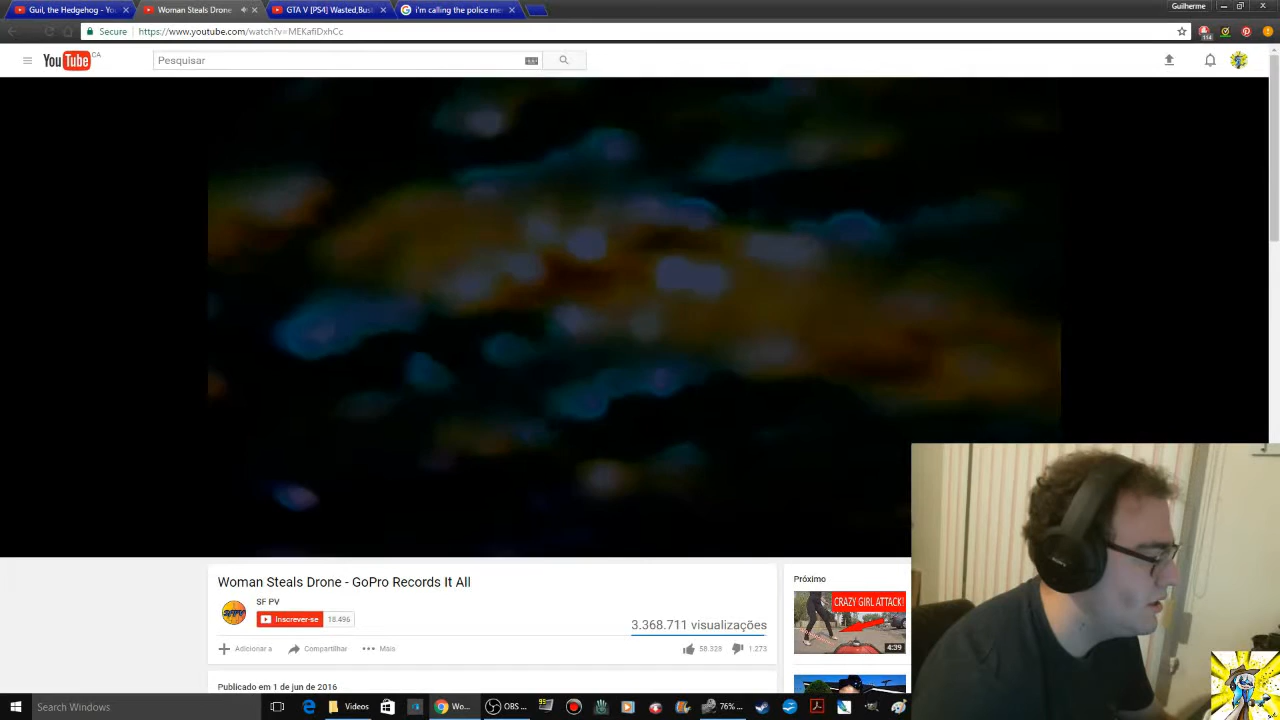 Guil, the Hedgehog - You
Woman Steals Drone
GTA V [PS4] Wasted,Bust
i'm calling the police me
Guilherme
Secure
https://www.youtube.com/watch?v=MEKafiDxhCc
114
YouTube CA
Pesquisar
Woman Steals Drone - GoPro Records It All
SF PV
Inscrever-se 18.496
3.368.711 visualizações
Adicionar a Compartilhar Mais
58.328 1.273
Publicado em 1 de jun de 2016
Próximo
CRAZY GIRL ATTACK!
4:39
Search Windows
Videos
Wo...
OBS ...
76% ...